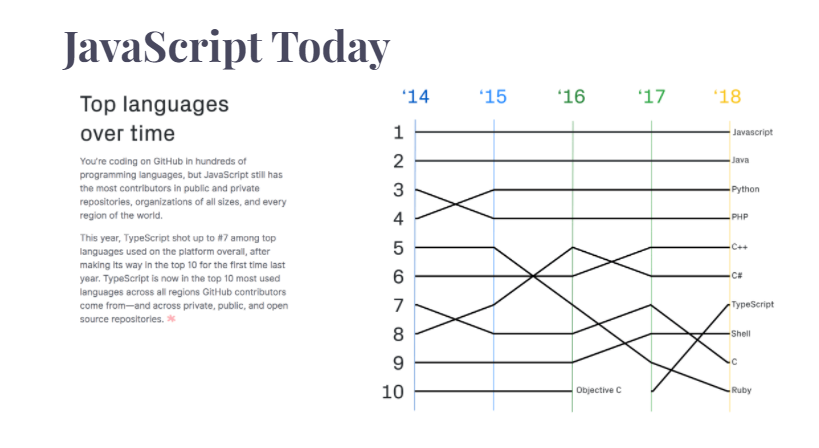 JavaScript Today
Top languages
over time
You're coding on GitHub in hundreds of
programming languages, but JavaScript still has
the most contributors in public and private
repositories, organizations of all sizes, and every
region of the world.
This year, TypeScript shot up to #7 among top
languages used on the platform overall, after
making its way in the top 10 for the first time last
year. TypeScript is now in the top 10 most used
languages across all regions GitHub contributors
come from—and across private, public, and open
source repositories.
‘14 ‘15 ‘16 ‘17 ‘18
1 Javascript
2 Java
3 Python
4 PHP
5 C++
6 C#
7 TypeScript
8 Shell
9 C
10 Objective C Ruby